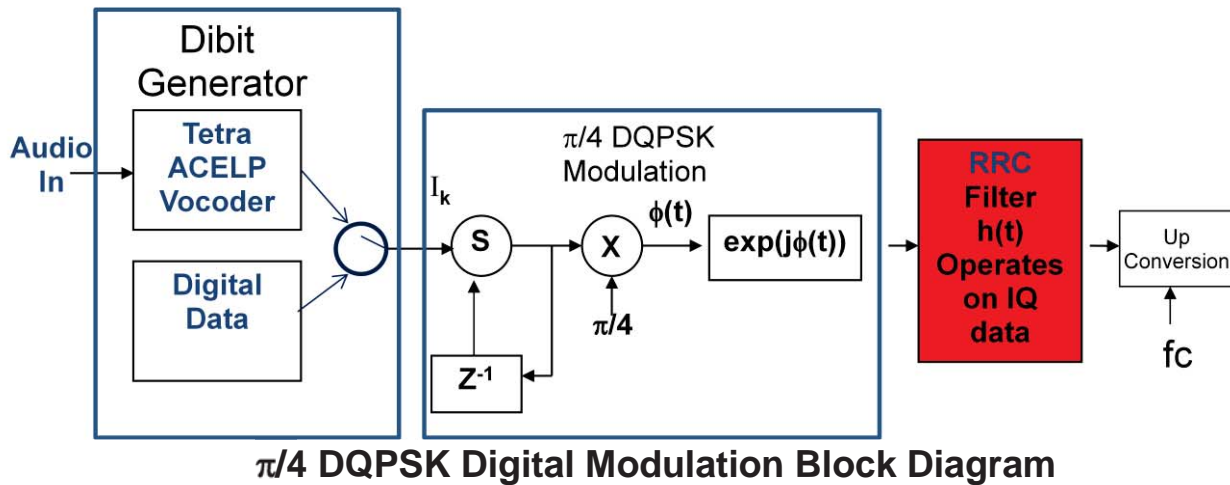 Dibit
Generator
Audio
In
Tetra
ACELP
Vocoder
Digital
Data
π/4 DQPSK
Modulation
Iₖ
S
Z⁻¹
X
π/4
ϕ(t)
exp(jϕ(t))
RRC
Filter
h(t)
Operates
on IQ
data
Up
Conversion
fc
π/4 DQPSK Digital Modulation Block Diagram